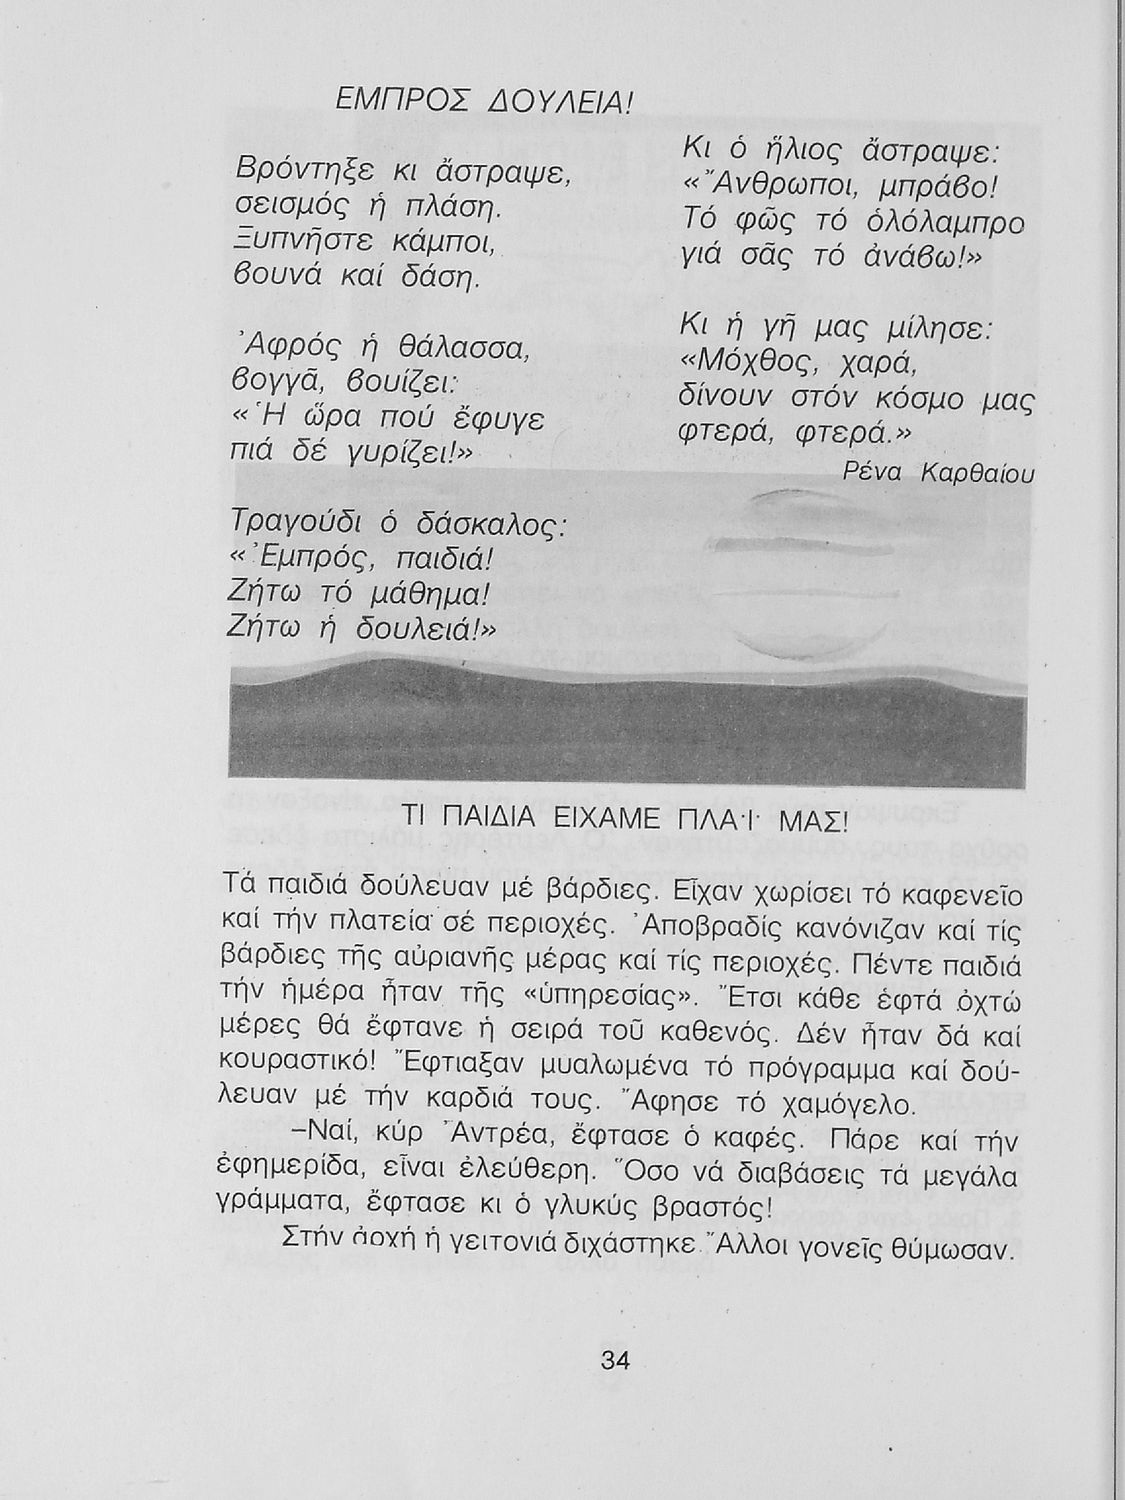 ΕΜΠΡΟΣ ΔΟΥΛΕΙΑ!
Βρόντηξε κι ἄστραψε,
σεισμός ἡ πλάση.
Ξυπνῆστε κάμποι,
βουνά καί δάση.
Ἀφρός ἡ θάλασσα,
βογγᾶ, βουίζει:
«Ἡ ὥρα πού ἔφυγε
πιά δέ γυρίζει!»
Τραγούδι ὁ δάσκαλος:
«Ἐμπρός, παιδιά!
Ζήτω τό μάθημα!
Ζήτω ἡ δουλειά!»
Κι ὁ ἥλιος ἄστραψε:
«Ἄνθρωποι, μπράβο!
Τό φῶς τό ὁλόλαμπρο
γιά σᾶς τό ἀνάβω!»
Κι ἡ γῆ μας μίλησε:
«Μόχθος, χαρά,
δίνουν στόν κόσμο μας
φτερά, φτερά.»
Ρένα Καρθαίου
ΤΙ ΠΑΙΔΙΑ ΕΙΧΑΜΕ ΠΛΑΪ ΜΑΣ!
Τά παιδιά δούλευαν μέ βάρδιες. Εἶχαν χωρίσει τό καφενεῖο
καί τήν πλατεία σέ περιοχές. Ἀποβραδίς κανόνιζαν καί τίς
βάρδιες τῆς αὐριανῆς μέρας καί τίς περιοχές. Πέντε παιδιά
τήν ἡμέρα ἦταν τῆς «ὑπηρεσίας». Ἔτσι κάθε ἑφτά ὀχτώ
μέρες θά ἔφτανε ἡ σειρά τοῦ καθενός. Δέν ἦταν δά καί
κουραστικό! Ἔφτιαξαν μυαλωμένα τό πρόγραμμα καί δού-
λευαν μέ τήν καρδιά τους. Ἄφησε τό χαμόγελο.
–Ναί, κύρ Ἀντρέα, ἔφτασε ὁ καφές. Πάρε καί τήν
ἐφημερίδα, εἶναι ἐλεύθερη. Ὅσο νά διαβάσεις τά μεγάλα
γράμματα, ἔφτασε κι ὁ γλυκύς βραστός!
Στήν ἀρχή ἡ γειτονιά διχάστηκε. Ἄλλοι γονεῖς θύμωσαν.
34